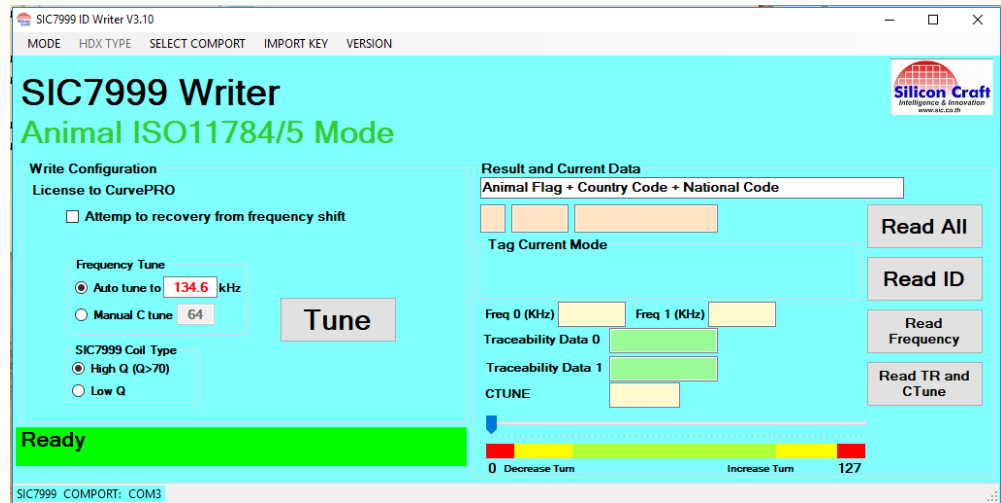 SIC7999 ID Writer V3.10
MODE HDX TYPE SELECT COMPORT IMPORT KEY VERSION
SIC7999 Writer
Animal ISO11784/5 Mode
Silicon Craft
Intelligence & Innovation
www.sic.co.th
Write Configuration
License to CurvePRO
Attemp to recovery from frequency shift
Frequency Tune
Auto tune to 134.6 kHz
Manual C tune 64
Tune
SIC7999 Coil Type
High Q (Q>70)
Low Q
Ready
Result and Current Data
Animal Flag + Country Code + National Code
Read All
Tag Current Mode
Read ID
Freq 0 (KHz) Freq 1 (KHz)
Read
Frequency
Traceability Data 0
Traceability Data 1
Read TR and
CTune
CTUNE
0 Decrease Turn Increase Turn 127
SIC7999 COMPORT: COM3